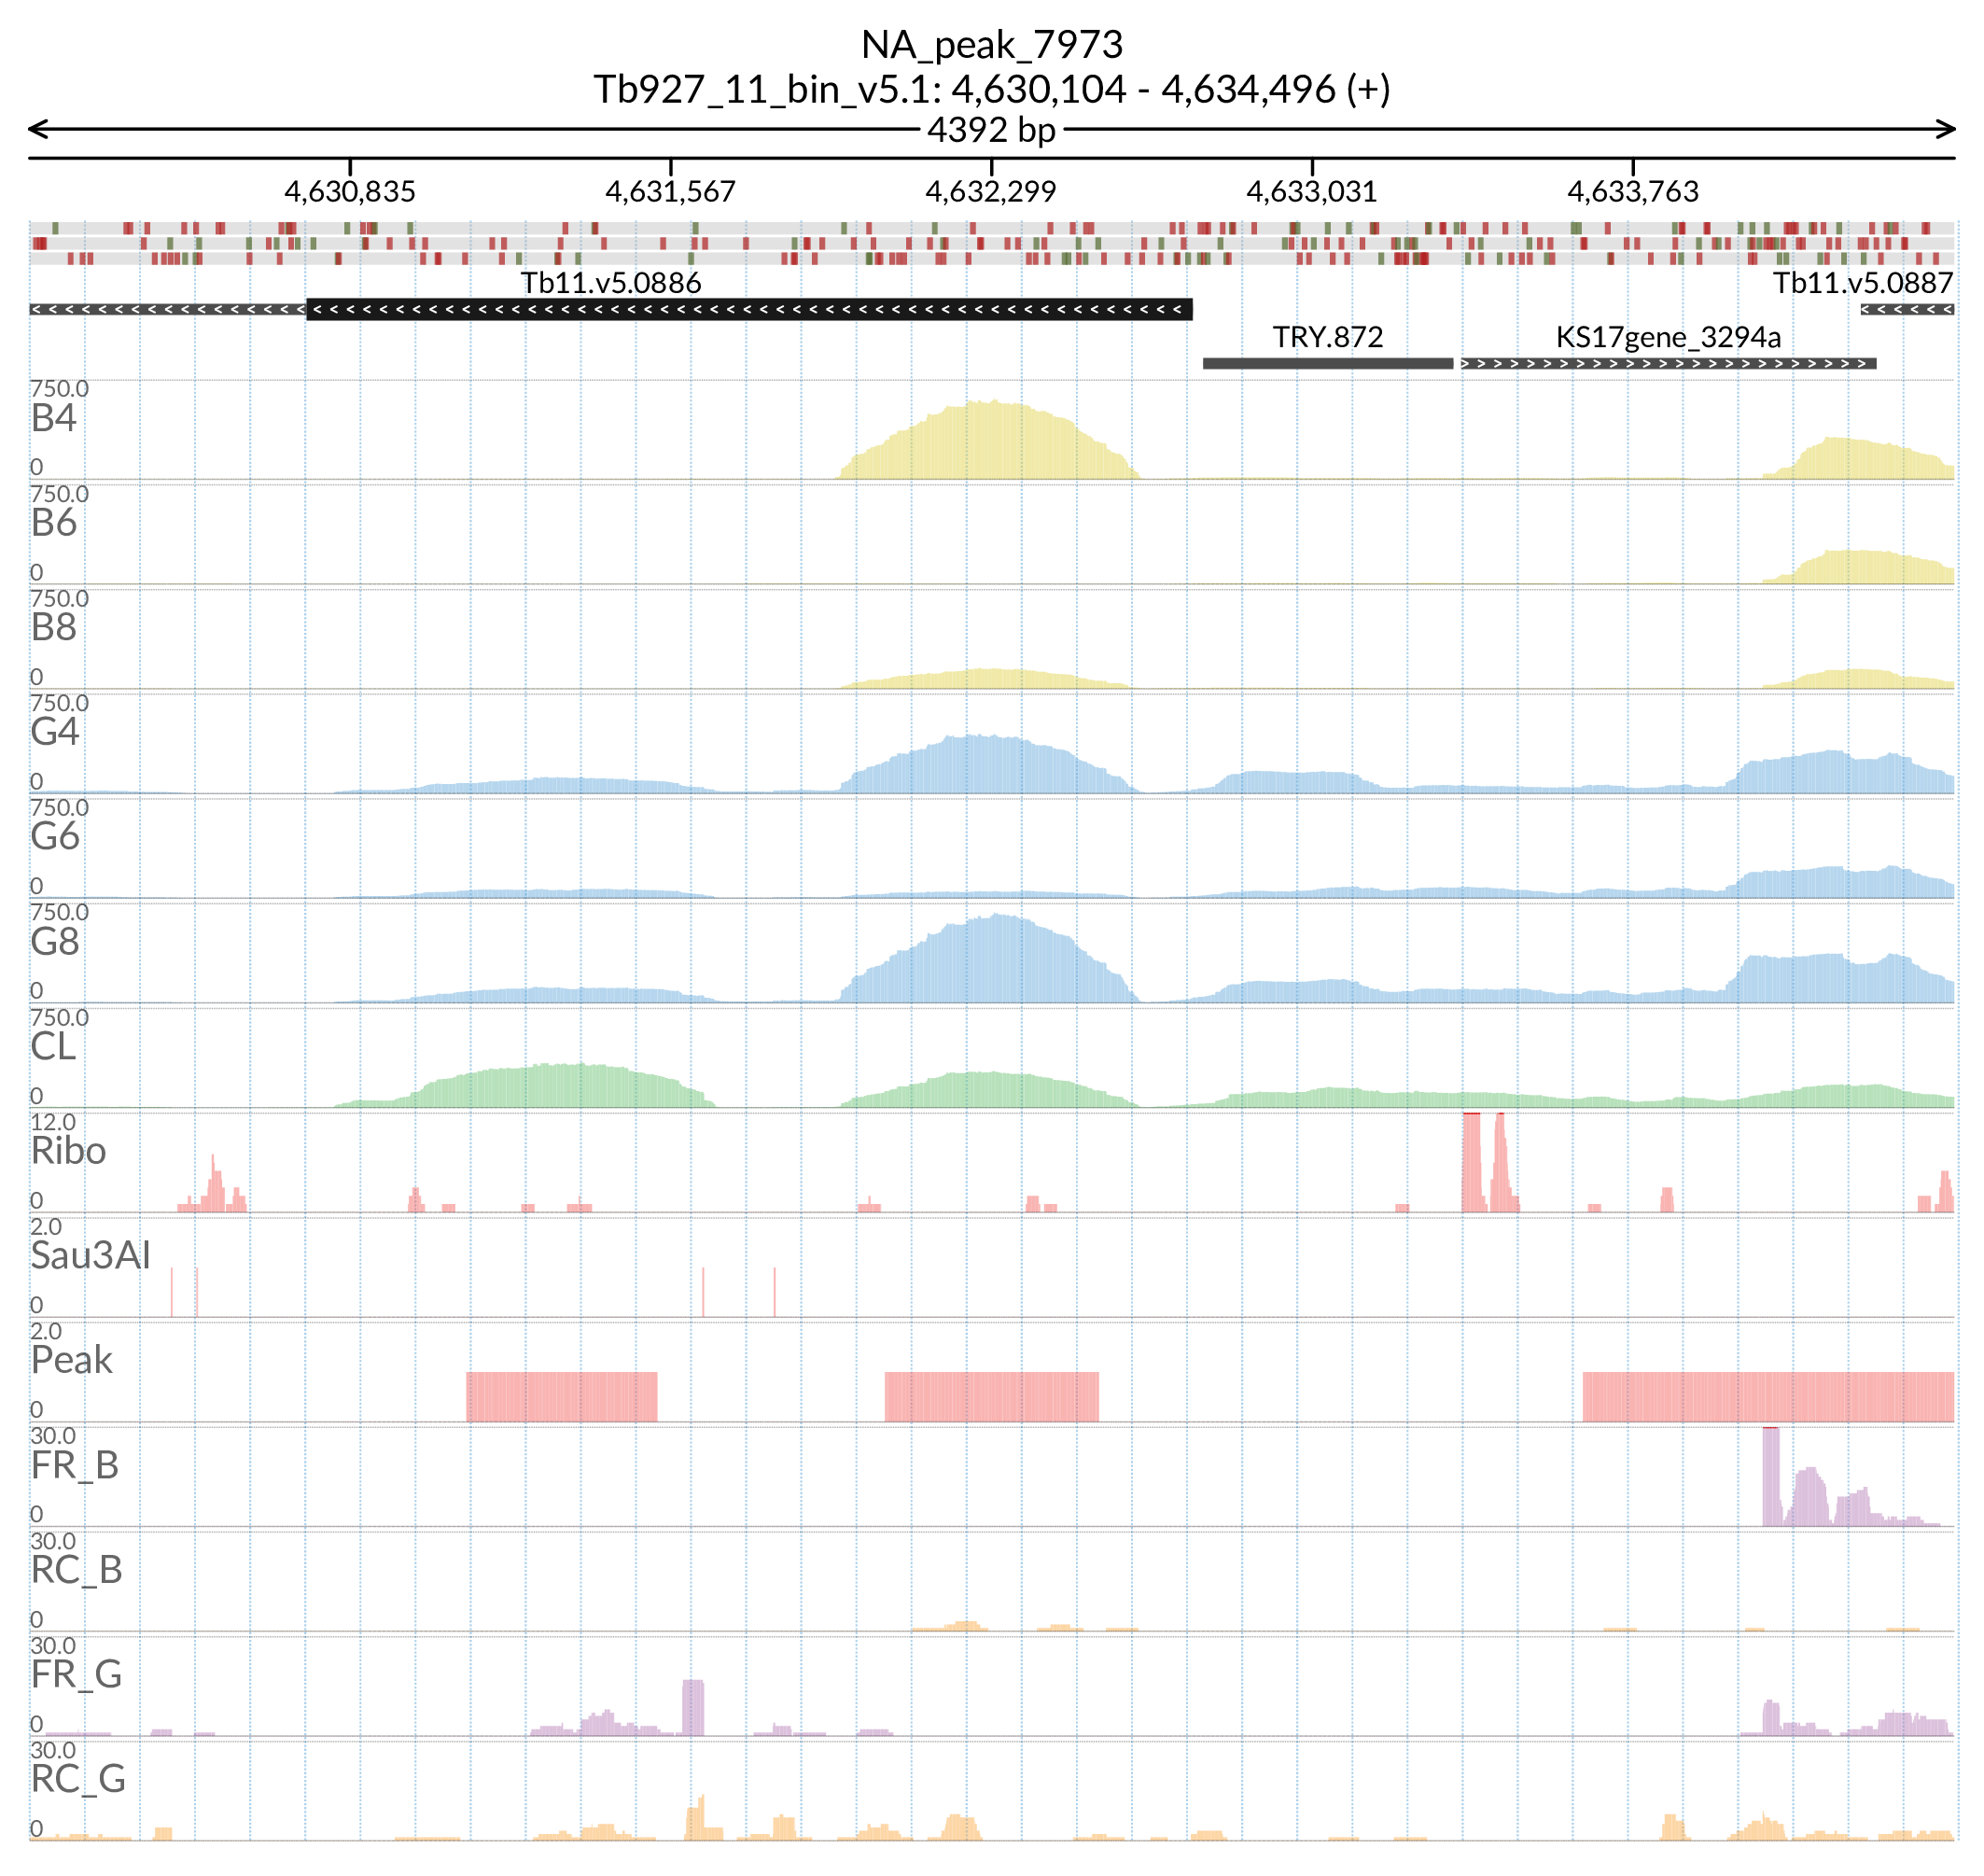 NA_peak_7973
Tb927_11_bin_v5.1: 4,630,104 - 4,634,496 (+)
4392 bp
4,630,835 4,631,567 4,632,299 4,633,031 4,633,763
Tb11.v5.0886 Tb11.v5.0887
TRY.872 KS17gene_3294a
750.0
B4
0
750.0
B6
0
750.0
B8
0
750.0
G4
0
750.0
G6
0
750.0
G8
0
750.0
CL
0
12.0
Ribo
0
2.0
Sau3AI
0
2.0
Peak
0
30.0
FR_B
0
30.0
RC_B
0
30.0
FR_G
0
30.0
RC_G
0